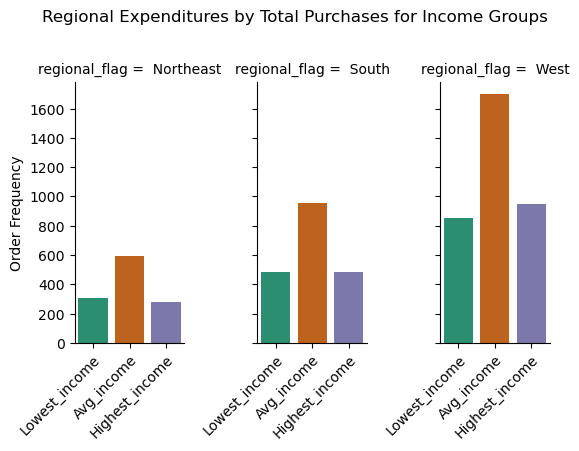 Regional Expenditures by Total Purchases for Income Groups
regional_flag =  Northeast
regional_flag =  South
regional_flag =  West
Order Frequency
1600
1400
1200
1000
800
600
400
200
0
Lowest_income
Avg_income
Highest_income
Lowest_income
Avg_income
Highest_income
Lowest_income
Avg_income
Highest_income